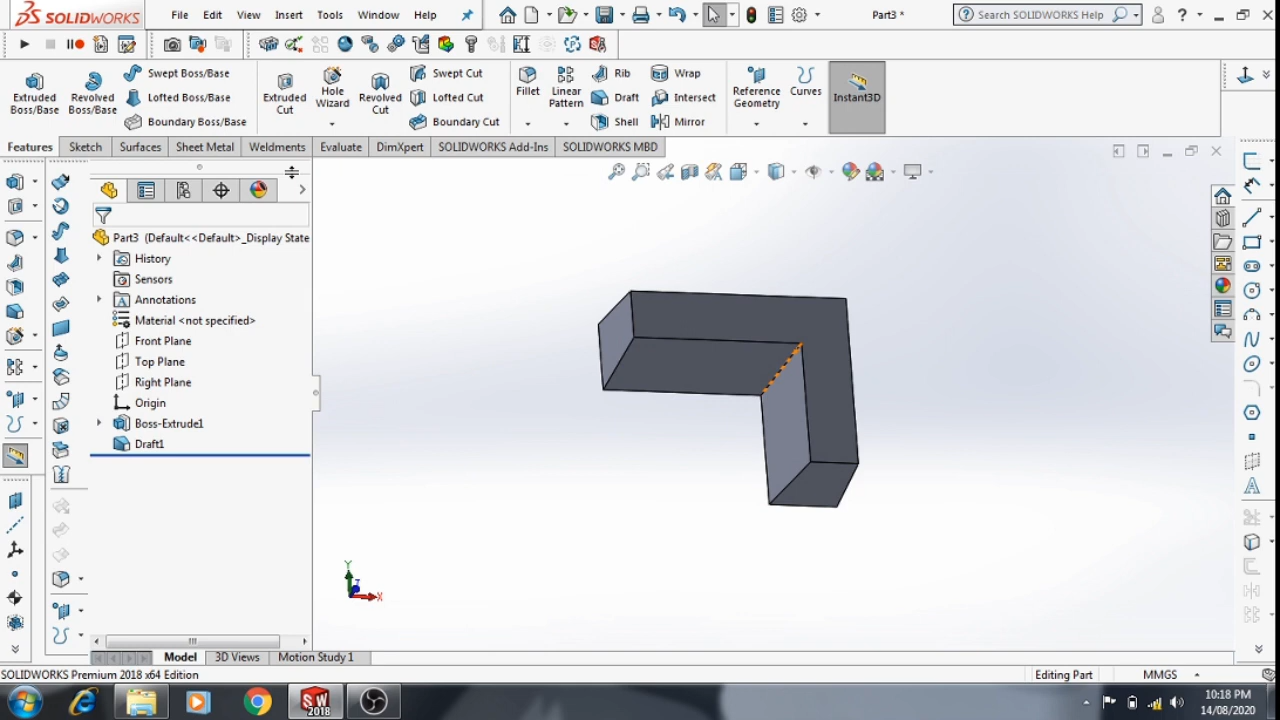 SOLIDWORKS File Edit View Insert Tools Window Help Part3 * Search SOLIDWORKS Help ?
Extruded Boss/Base
Revolved Boss/Base
Swept Boss/Base
Lofted Boss/Base
Boundary Boss/Base
Extruded Cut
Hole Wizard
Revolved Cut
Swept Cut
Lofted Cut
Boundary Cut
Fillet
Linear Pattern
Rib
Draft
Shell
Wrap
Intersect
Mirror
Reference Geometry
Curves
Instant3D
Features Sketch Surfaces Sheet Metal Weldments Evaluate DimXpert SOLIDWORKS Add-Ins SOLIDWORKS MBD
Part3 (Default<<Default>_Display State
History
Sensors
Annotations
Material <not specified>
Front Plane
Top Plane
Right Plane
Origin
Boss-Extrude1
Draft1
Y
Z
X
Model 3D Views Motion Study 1
SOLIDWORKS Premium 2018 x64 Edition Editing Part MMGS
SW 2018
10:18 PM
14/08/2020